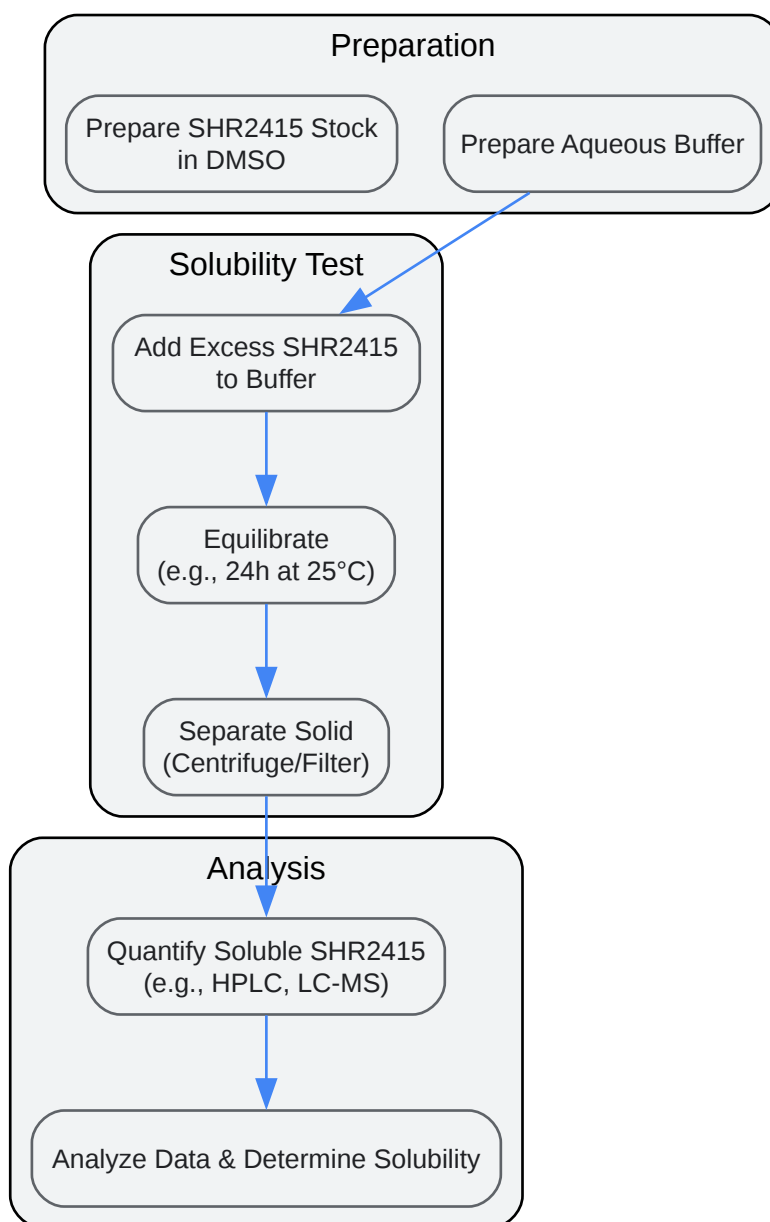 Preparation
Prepare SHR2415 Stock
in DMSO
Prepare Aqueous Buffer
Solubility Test
Add Excess SHR2415
to Buffer
Equilibrate
(e.g., 24h at 25°C)
Separate Solid
(Centrifuge/Filter)
Analysis
Quantify Soluble SHR2415
(e.g., HPLC, LC-MS)
Analyze Data & Determine Solubility